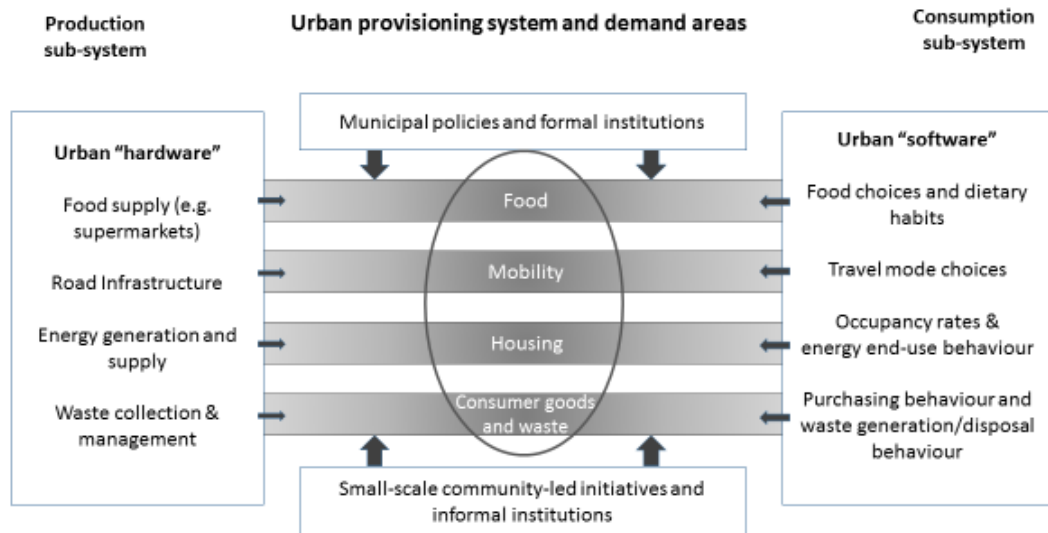 Production
sub-system
Urban provisioning system and demand areas
Consumption
sub-system
Municipal policies and formal institutions
Urban "hardware"
Food supply (e.g.
supermarkets)
Road Infrastructure
Energy generation and
supply
Waste collection &
management
Food
Mobility
Housing
Consumer goods
and waste
Urban "software"
Food choices and dietary
habits
Travel mode choices
Occupancy rates &
energy end-use behaviour
Purchasing behaviour and
waste generation/disposal
behaviour
Small-scale community-led initiatives and
informal institutions